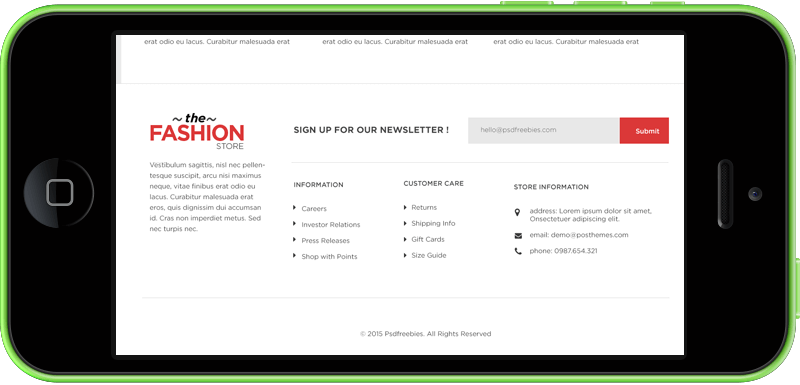 erat odio eu lacus. Curabitur malesuada erat
erat odio eu lacus. Curabitur malesuada erat
erat odio eu lacus. Curabitur malesuada erat
~ the ~
FASHION
STORE
Vestibulum sagittis, nisl nec pellen-
tesque suscipit, arcu nisi maximus
neque, vitae finibus erat odio eu
lacus. Curabitur malesuada erat
eros, quis dignissim dui accumsan
id. Cras non imperdiet metus. Sed
nec turpis nec.
SIGN UP FOR OUR NEWSLETTER !
hello@psdfreebies.com
Submit
INFORMATION
Careers
Investor Relations
Press Releases
Shop with Points
CUSTOMER CARE
Returns
Shipping Info
Gift Cards
Size Guide
STORE INFORMATION
address: Lorem ipsum dolor sit amet,
Onsectetuer adipiscing elit.
email: demo@posthemes.com
phone: 0987.654.321
© 2015 Psdfreebies. All Rights Reserved